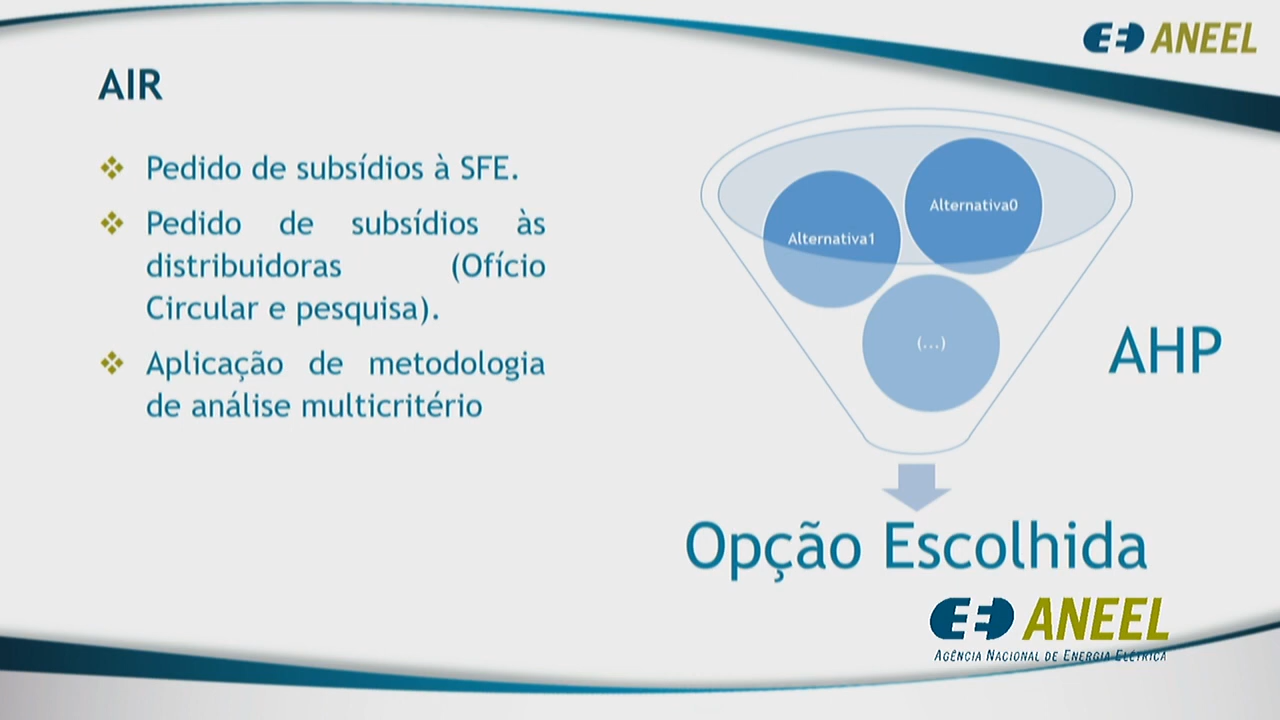 ANEEL
AIR
Pedido de subsídios à SFE.
Pedido de subsídios às
distribuidoras (Ofício
Circular e pesquisa).
Aplicação de metodologia
de análise multicritério
Alternativa0
Alternativa1
(...)
AHP
Opção Escolhida
ANEEL
AGÊNCIA NACIONAL DE ENERGIA ELÉTRICA